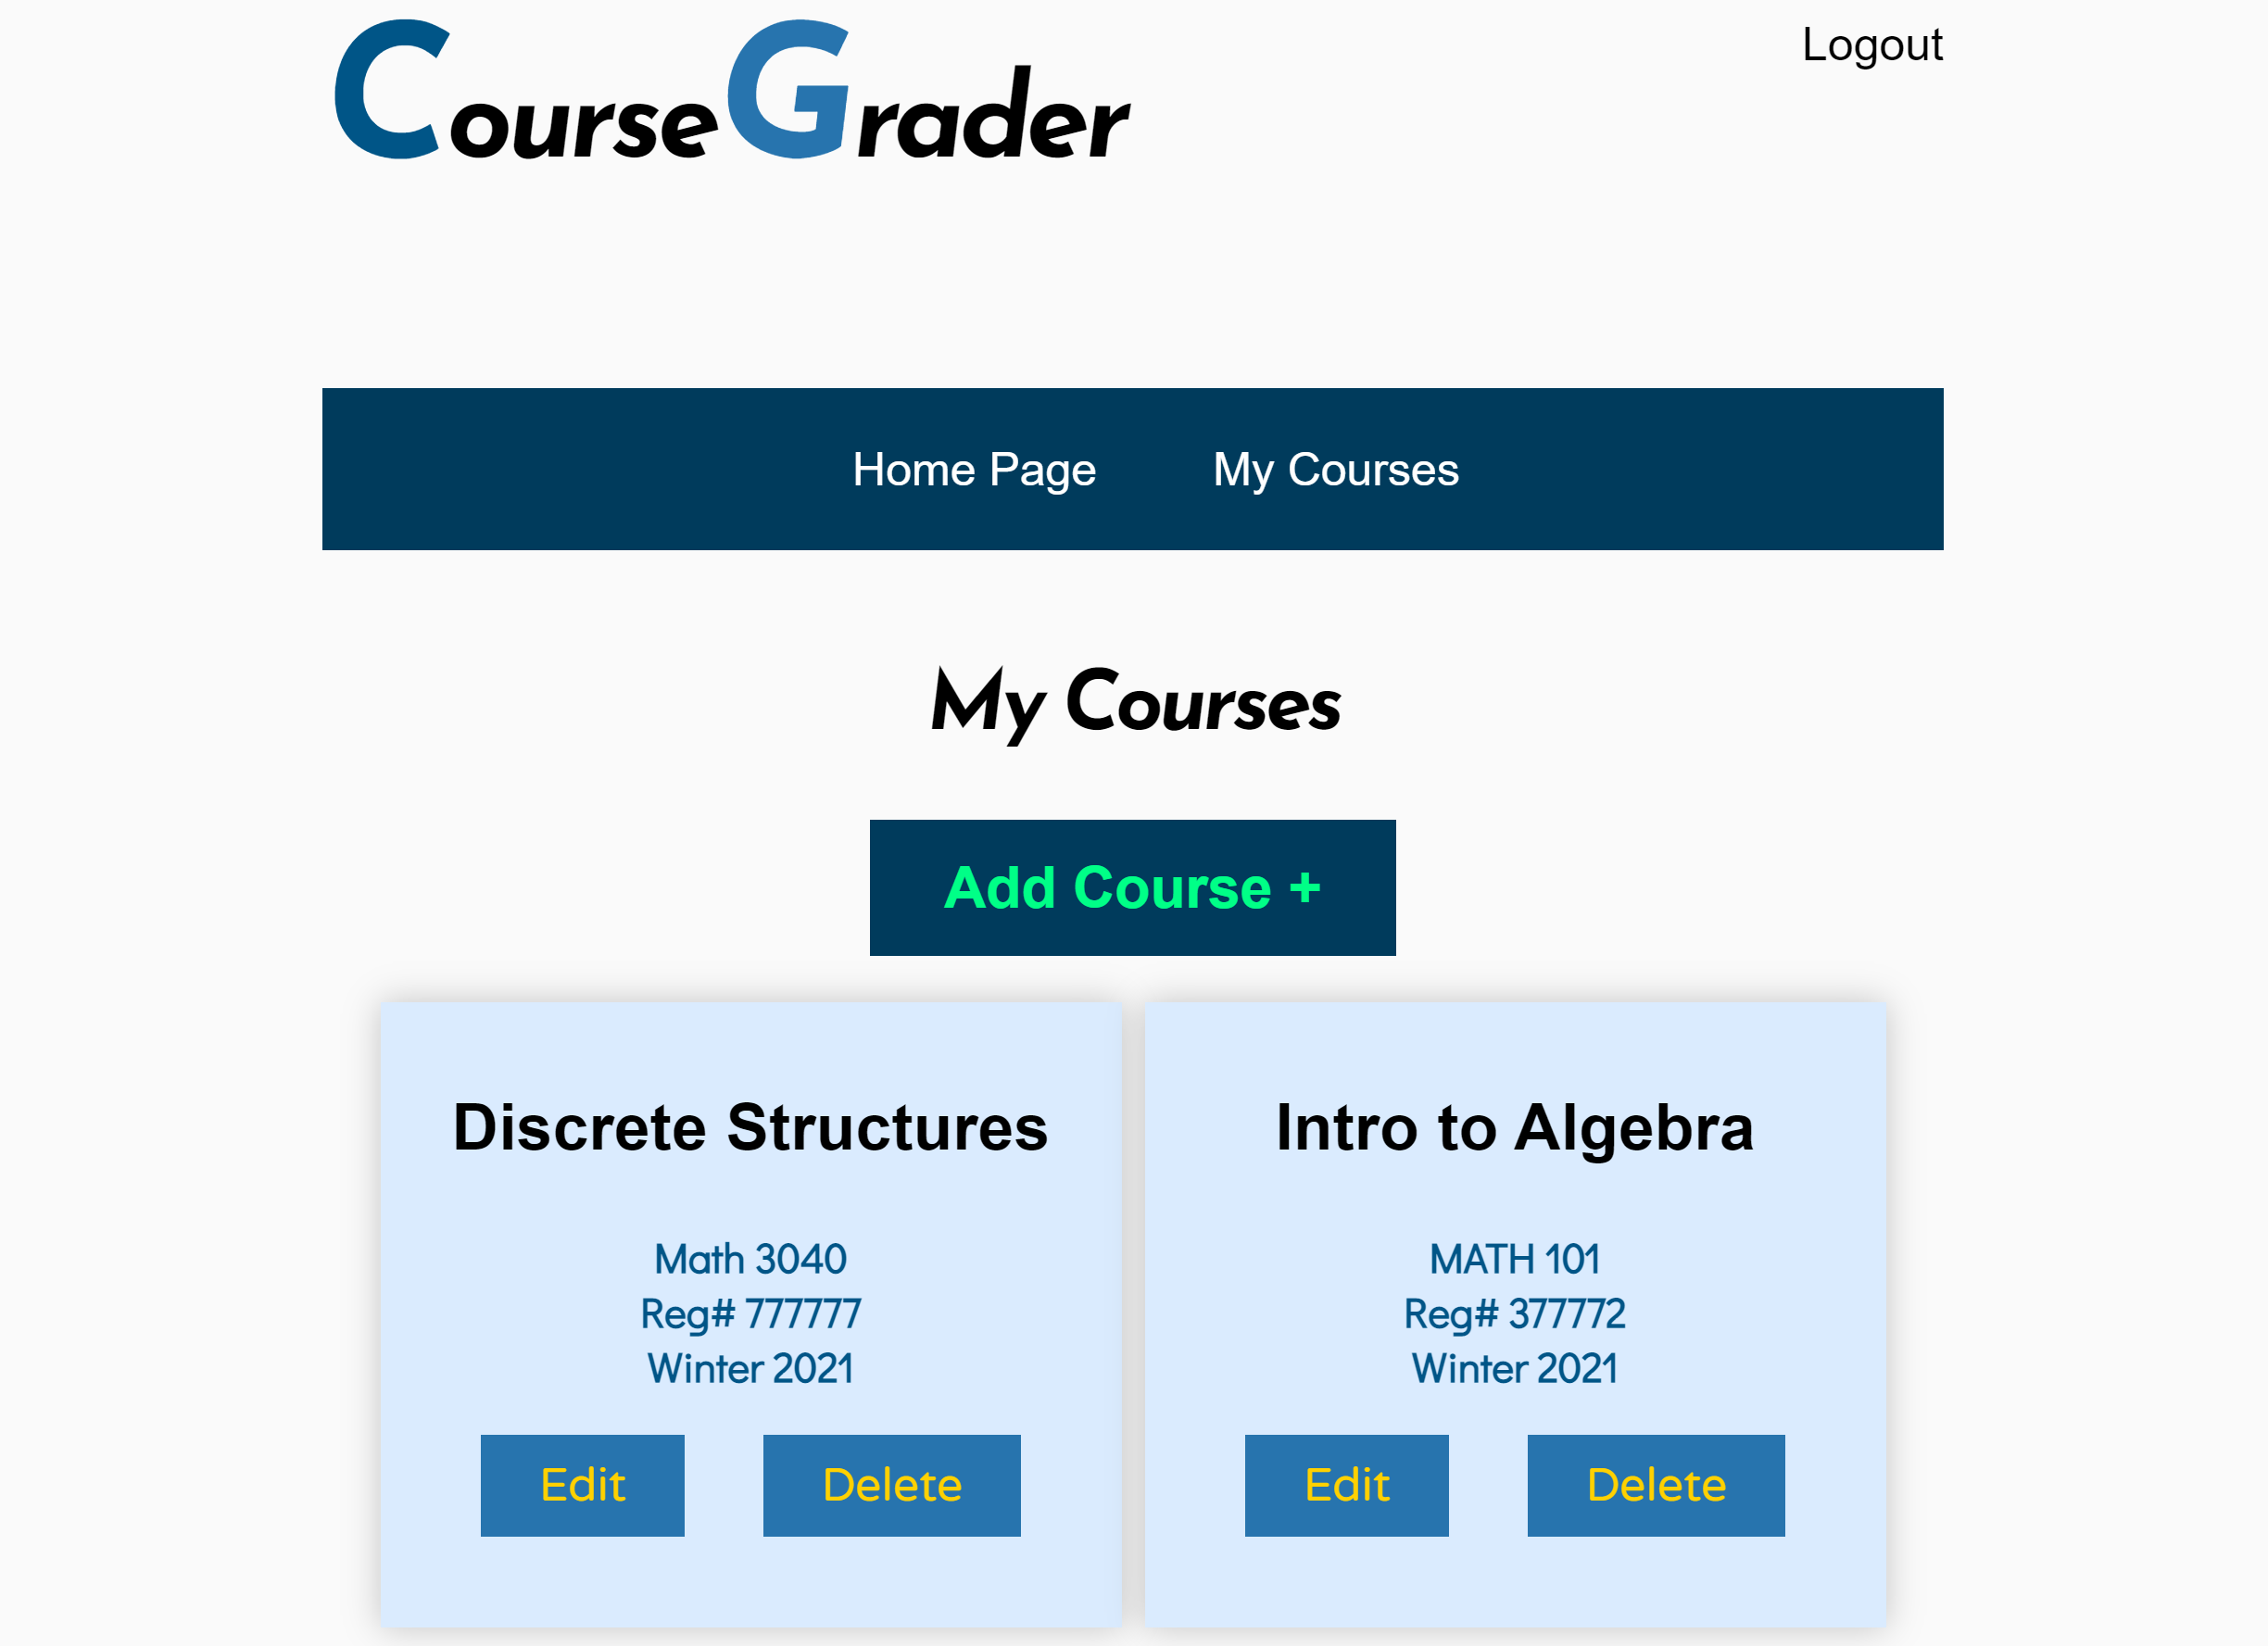 CourseGrader
Logout
Home Page
My Courses
My Courses
Add Course +
Discrete Structures
Math 3040
Reg# 777777
Winter 2021
Edit
Delete
Intro to Algebra
MATH 101
Reg# 377772
Winter 2021
Edit
Delete